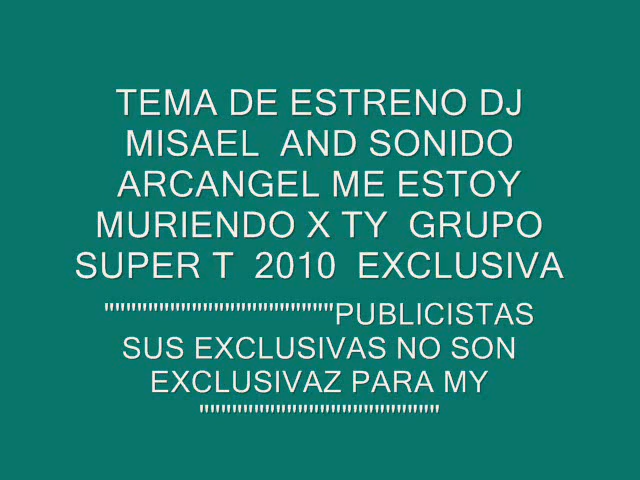 TEMA DE ESTRENO DJ
MISAEL  AND SONIDO
ARCANGEL ME ESTOY
MURIENDO X TY  GRUPO
SUPER T  2010  EXCLUSIVA
"""""""""""""""""""""PUBLICISTAS
SUS EXCLUSIVAS NO SON
EXCLUSIVAZ PARA MY
""""""""""""""""""""""